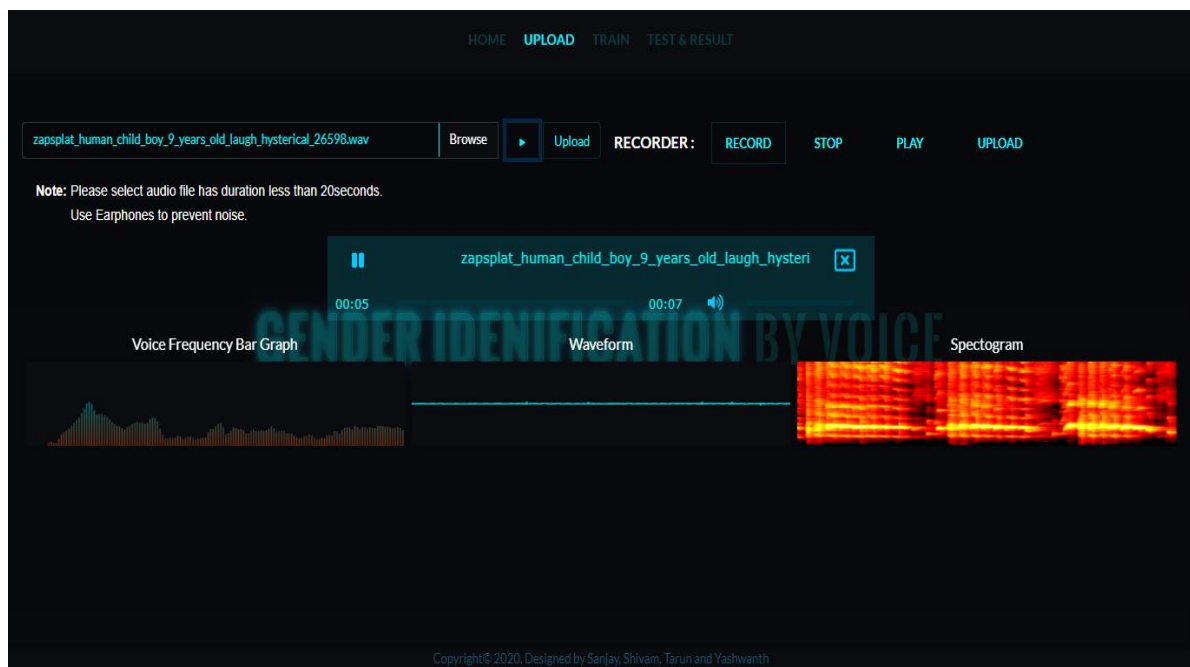 HOME UPLOAD TRAIN TEST & RESULT
zapsplat_human_child_boy_9_years_old_laugh_hysterical_26598.wav Browse Upload RECORDER : RECORD STOP PLAY UPLOAD
Note: Please select audio file has duration less than 20seconds.
Use Earphones to prevent noise.
zapsplat_human_child_boy_9_years_old_laugh_hysteri
00:05 00:07
GENDER IDENIFICATION BY VOICE
Voice Frequency Bar Graph Waveform Spectogram
Copyright© 2020. Designed by Sanjay, Shivam, Tarun and Yashwanth